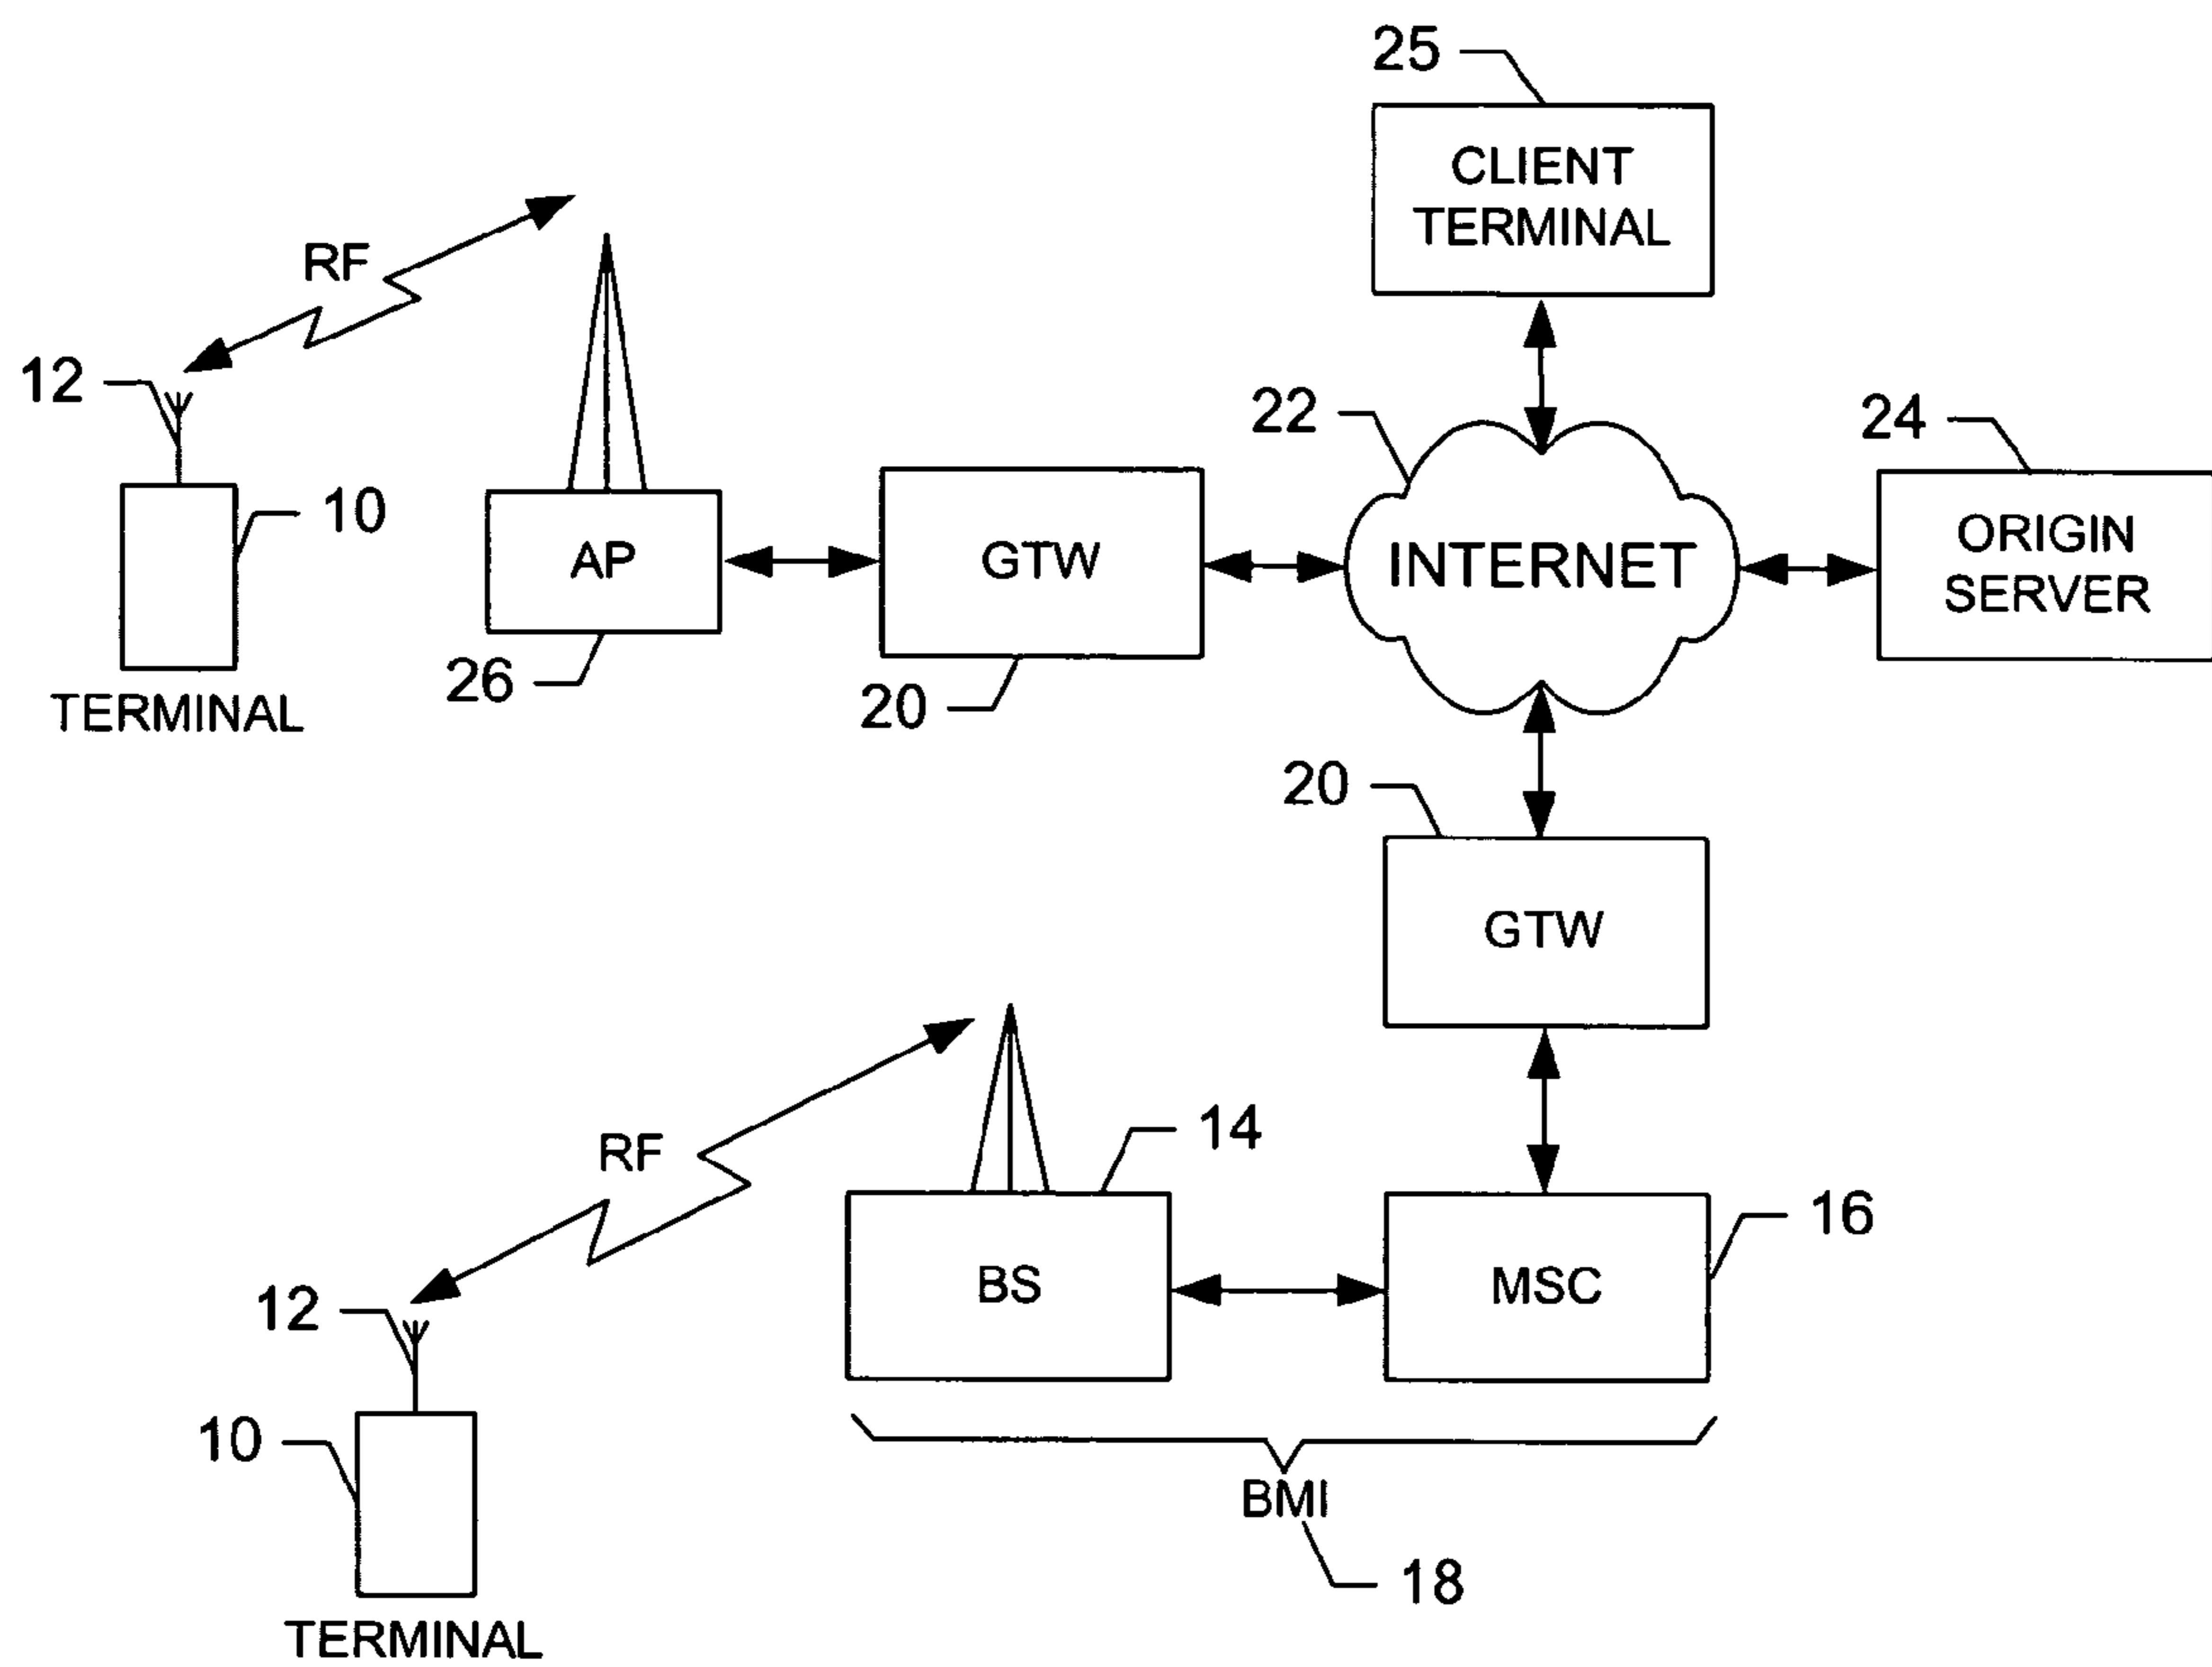 25
CLIENT
TERMINAL
RF
12
22
24
10
AP
GTW
INTERNET
ORIGIN
SERVER
26
20
TERMINAL
20
GTW
RF
14
16
BS
MSC
12
10
BMI
18
TERMINAL